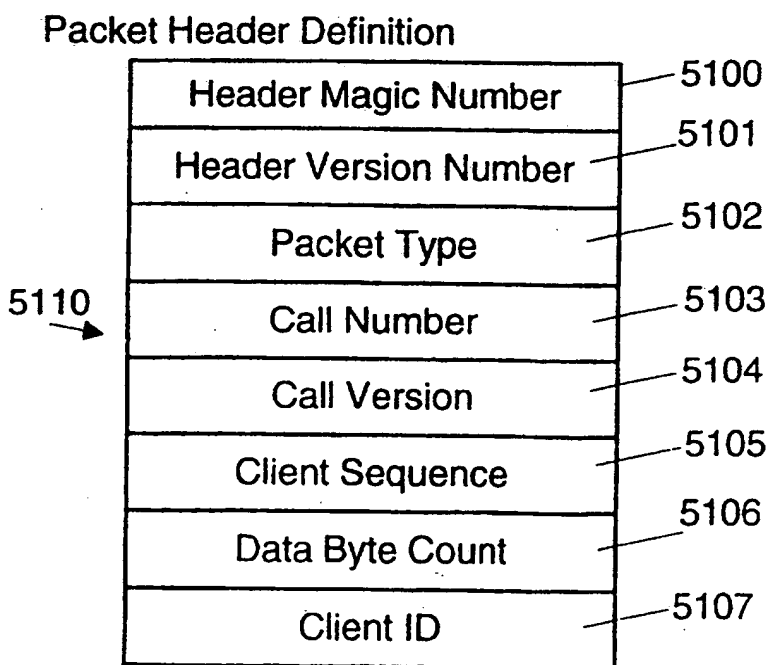 Packet Header Definition
Header Magic Number 5100
Header Version Number 5101
Packet Type 5102
5110
Call Number 5103
Call Version 5104
Client Sequence 5105
Data Byte Count 5106
Client ID 5107